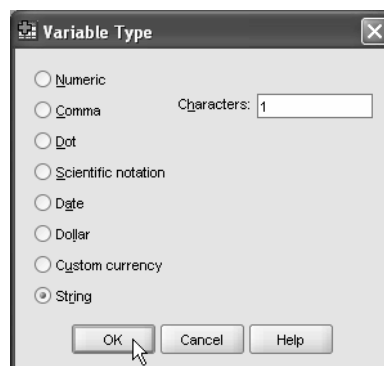 Variable Type
Numeric
Comma
Characters: 1
Dot
Scientific notation
Date
Dollar
Custom currency
String
OK Cancel Help